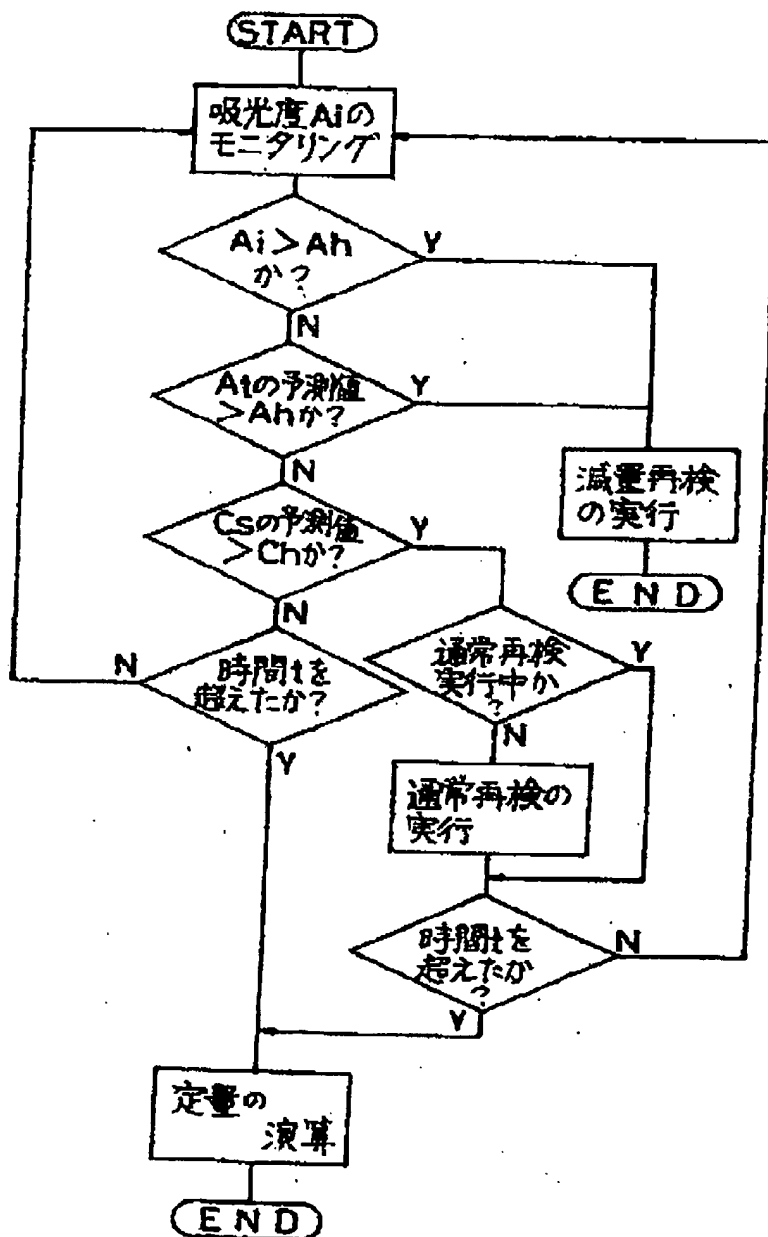 START
吸光度Aiの
モニタリング
Ai>Ah
か?
Y
N
Atの予測値
>Ahか?
Y
N
減量再検
の実行
END
Csの予測値
>Chか?
Y
N
通常再検
実行中か
?
Y
N
時間tを
超えたか?
N
Y
通常再検の
実行
時間tを
超えたか
?
N
Y
定量の
演算
END